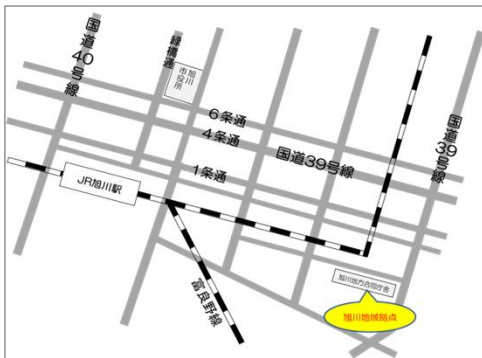 国道40号線
緑橋通
旭川
市役所
6条通
4条通
国道39号線
国道39号線
1条通
JR旭川駅
旭川地方合同庁舎
旭川地域拠点
富良野線